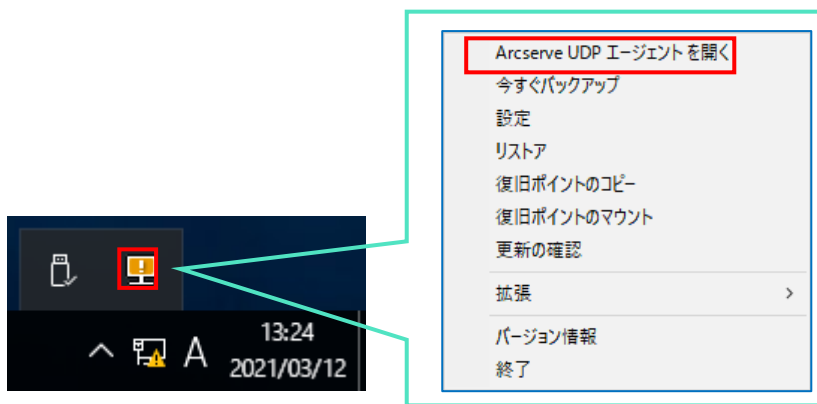 Arcserve UDP エージェント を開く
今すぐバックアップ
設定
リストア
復旧ポイントのコピー
復旧ポイントのマウント
更新の確認
拡張
バージョン情報
終了
A
13:24
2021/03/12